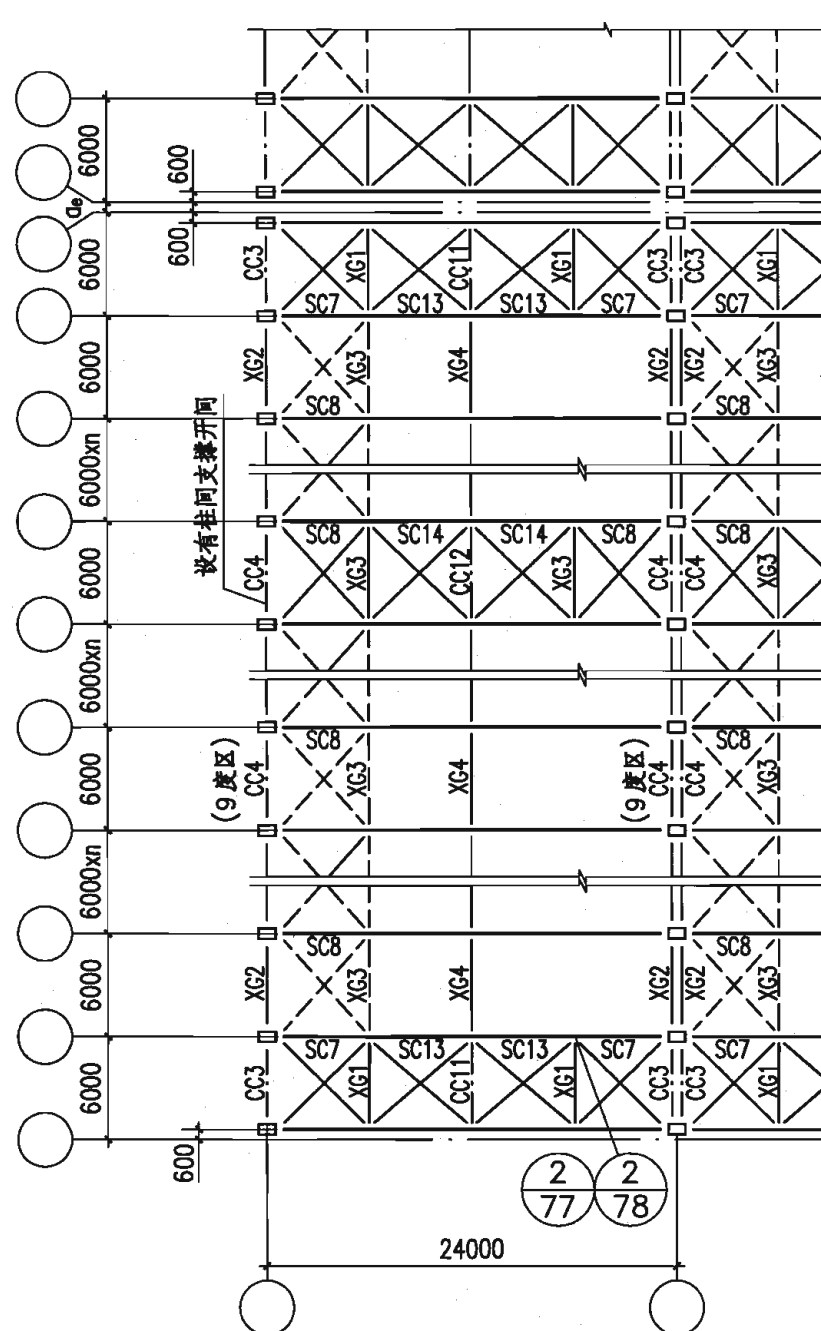 6000
600
ae
600
6000
CC3
XG1
CC11
XG1
CC3
CC3
XG1
SC7
SC13
SC13
SC7
SC7
6000
XG2
XG3
XG4
XG2
XG2
XG3
SC8
SC8
6000xn
设有柱间支撑开间
SC8
SC14
SC14
SC8
SC8
6000
CC4
XG3
CC12
XG3
CC4
CC4
XG3
6000xn
SC8
SC8
6000
(9度区)
CC4
XG3
XG4
(9度区)
CC4
CC4
XG3
6000xn
SC8
SC8
6000
XG2
XG3
XG4
XG2
XG2
XG3
SC7
SC13
SC13
SC7
SC7
6000
CC3
XG1
CC11
XG1
CC3
CC3
XG1
600
2 2
77 78
24000